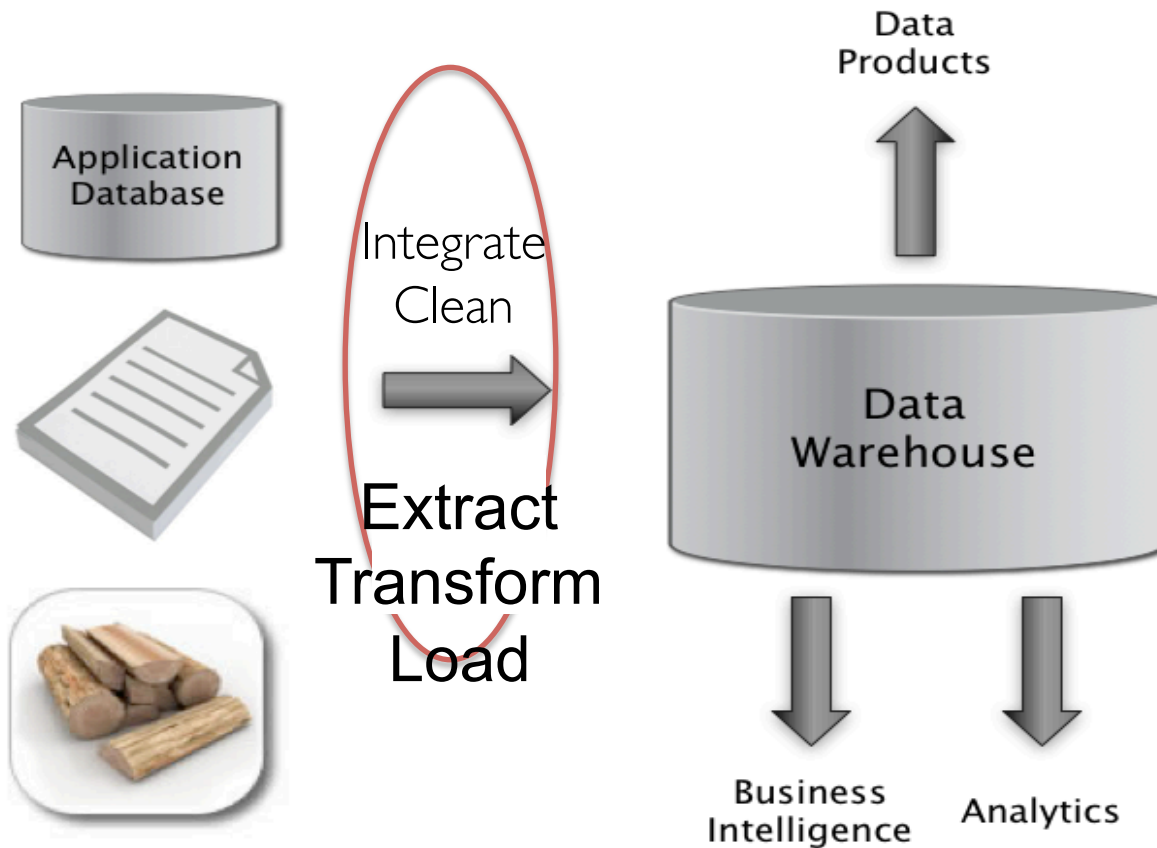 Application
Database
Integrate
Clean
Extract
Transform
Load
Data
Products
Data
Warehouse
Business
Intelligence
Analytics